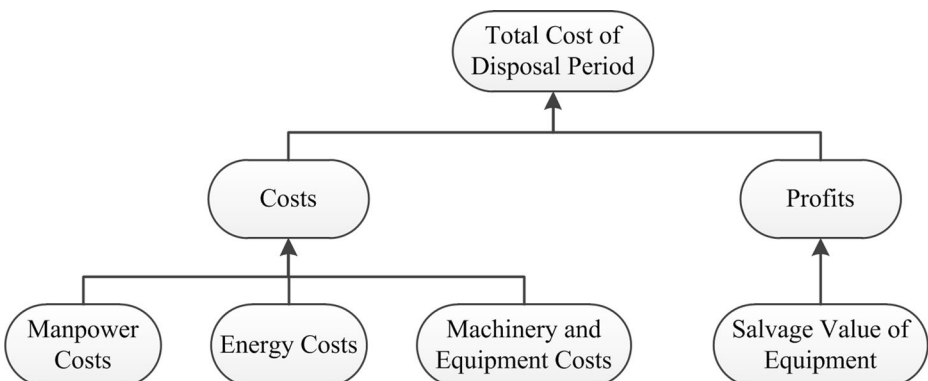 Total Cost of
Disposal Period
Costs
Profits
Manpower
Costs
Energy Costs
Machinery and
Equipment Costs
Salvage Value of
Equipment